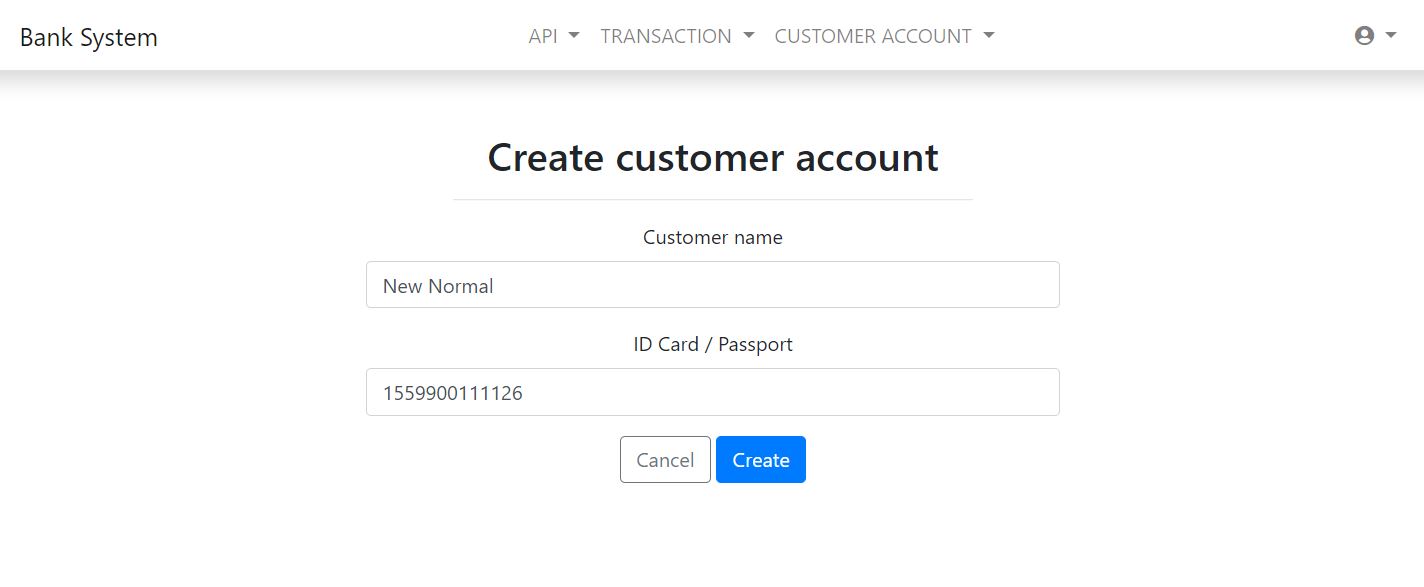 Bank System
API
TRANSACTION
CUSTOMER ACCOUNT
Create customer account
Customer name
New Normal
ID Card / Passport
1559900111126
Cancel
Create